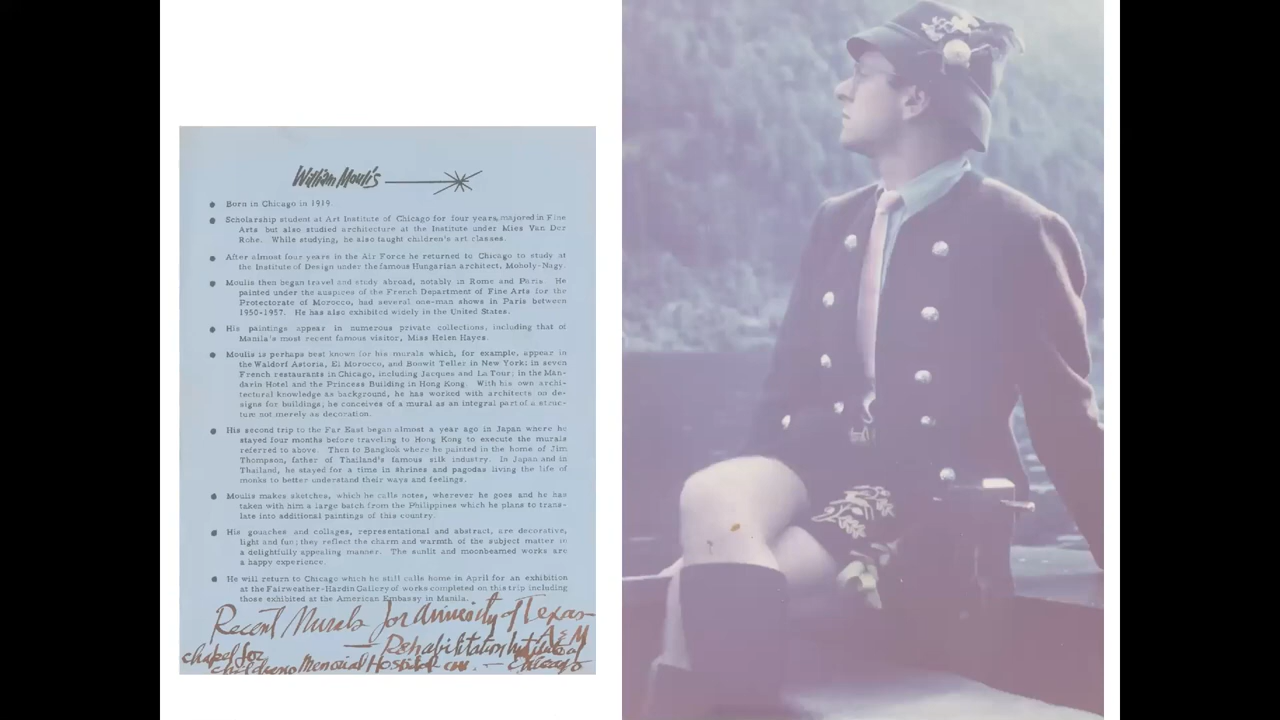 William Moulis
Born in Chicago in 1919.
Scholarship student at Art Institute of Chicago for four years, majored in Fine
Arts but also studied architecture at the Institute under Mies Van Der
Rohe. While studying, he also taught children's art classes.
After almost four years in the Air Force he returned to Chicago to study at
the Institute of Design under the famous Hungarian architect, Moholy-Nagy.
Moulis then began travel and study abroad, notably in Rome and Paris. He
painted under the auspices of the French Department of Fine Arts for the
Protectorate of Morocco, had several one-man shows in Paris between
1950-1957. He has also exhibited widely in the United States.
His paintings appear in numerous private collections, including that of
Manila's most recent famous visitor, Miss Helen Hayes.
Moulis is perhaps best known for his murals which, for example, appear in
the Waldorf Astoria, El Morocco, and Bonwit Teller in New York; in seven
French restaurants in Chicago, including Jacques and La Tour; in the Man-
darin Hotel and the Princess Building in Hong Kong. With his own archi-
tectural knowledge as background, he has worked with architects on de-
signs for buildings; he conceives of a mural as an integral part of a struc-
ture not merely as decoration.
His second trip to the Far East began almost a year ago in Japan where he
stayed four months before traveling to Hong Kong to execute the murals
referred to above. Then to Bangkok where he painted in the home of Jim
Thompson, father of Thailand's famous silk industry. In Japan and in
Thailand, he stayed for a time in shrines and pagodas living the life of
monks to better understand their ways and feelings.
Moulis makes sketches, which he calls notes, wherever he goes and he has
taken with him a large batch from the Philippines which he plans to trans-
late into additional paintings of this country.
His gouaches and collages, representational and abstract, are decorative,
light and fun; they reflect the charm and warmth of the subject matter in
a delightfully appealing manner. The sunlit and moonbeamed works are
a happy experience.
He will return to Chicago which he still calls home in April for an exhibition
at the Fairweather-Hardin Gallery of works completed on this trip including
those exhibited at the American Embassy in Manila.
Recent Murals for University of Texas
A & M
— Rehabilitation Institute of
Chicago
chapel for
childrens Memorial Hospital